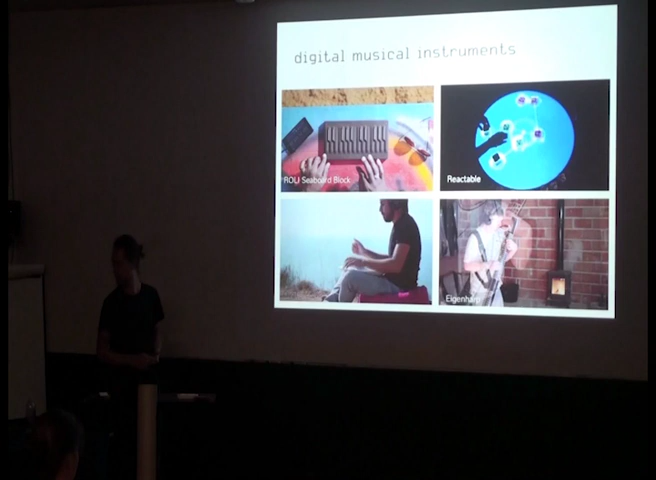 digital musical instruments
ROLI Seaboard Block
Reactable
Eigenharp